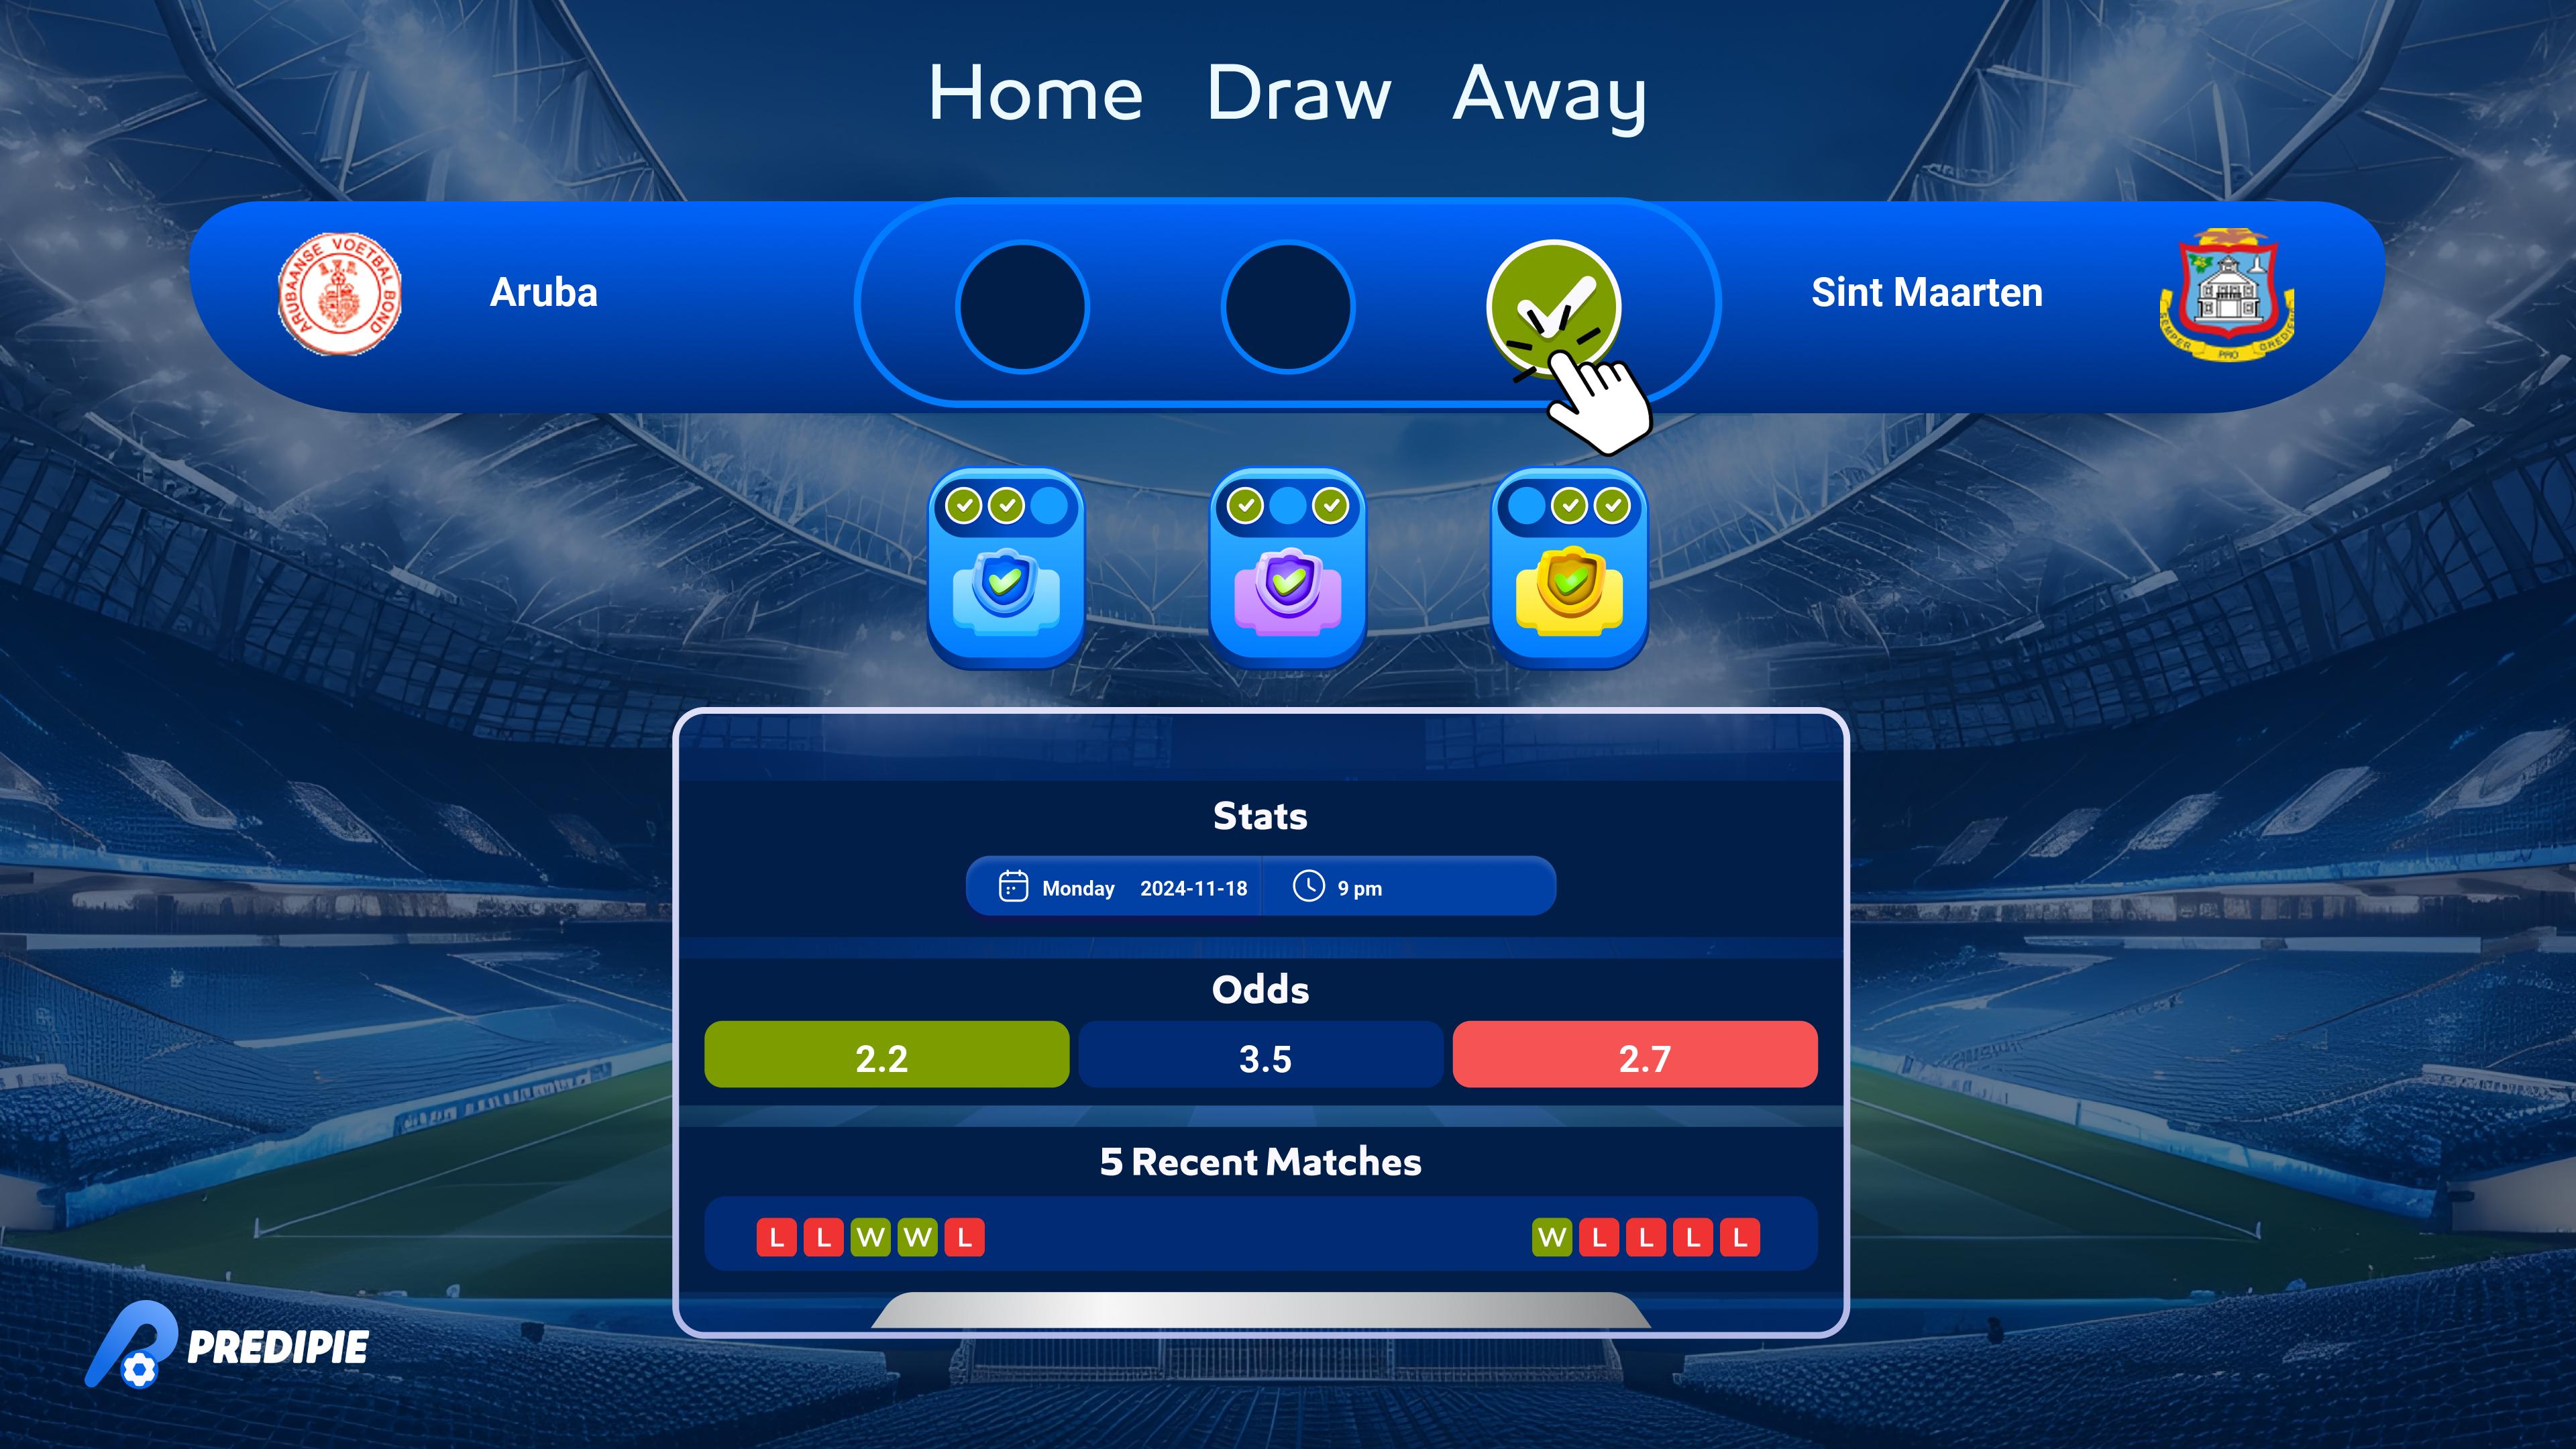 Home Draw Away
ARUBAANSE VOETBAL BOND
A.V.B.
Aruba
Sint Maarten
SEMPER PRO GREDIENS
Stats
Monday 2024-11-18 9 pm
Odds
2.2 3.5 2.7
5 Recent Matches
L L W W L W L L L L
PREDIPIE